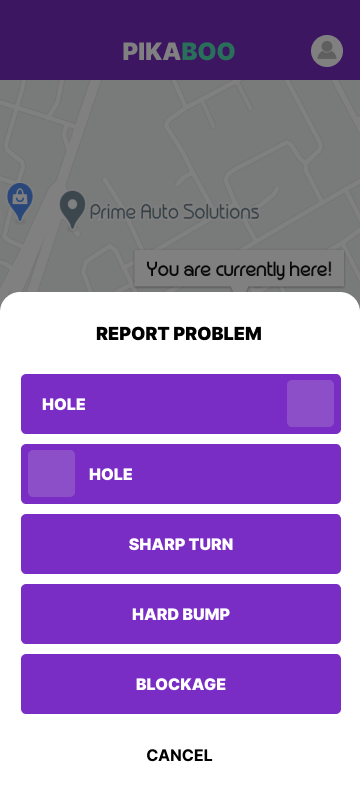 PIKABOO
Prime Auto Solutions
You are currently here!
REPORT PROBLEM
HOLE
HOLE
SHARP TURN
HARD BUMP
BLOCKAGE
CANCEL